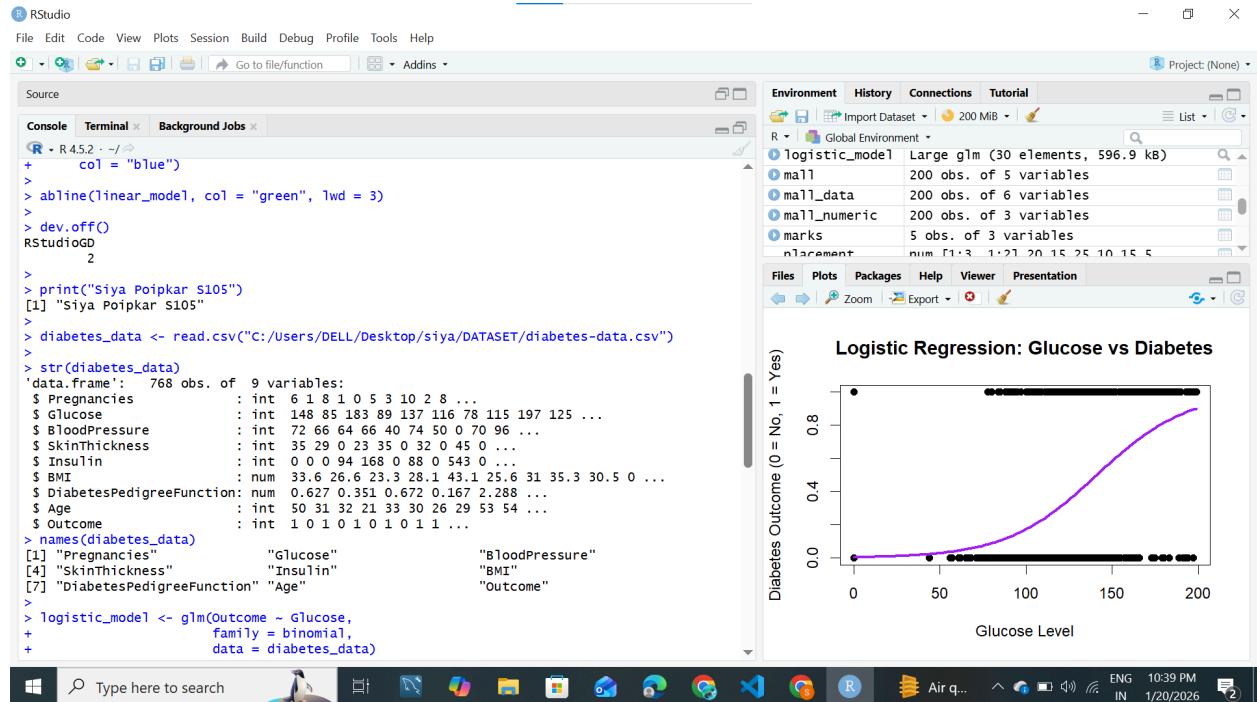 RStudio
File Edit Code View Plots Session Build Debug Profile Tools Help
Go to file/function
Addins
Project: (None)
Source
Console Terminal Background Jobs
R 4.5.2 · ~/
+       col = "blue")
>
> abline(linear_model, col = "green", lwd = 3)
>
> dev.off()
RStudioGD
        2
>
> print("Siya Poipkar S105")
[1] "Siya Poipkar S105"
>
> diabetes_data <- read.csv("C:/Users/DELL/Desktop/siya/DATASET/diabetes-data.csv")
>
> str(diabetes_data)
'data.frame':   768 obs. of  9 variables:
 $ Pregnancies             : int  6 1 8 1 0 5 3 10 2 8 ...
 $ Glucose                 : int  148 85 183 89 137 116 78 115 197 125 ...
 $ BloodPressure           : int  72 66 64 66 40 74 50 0 70 96 ...
 $ SkinThickness           : int  35 29 0 23 35 0 32 0 45 0 ...
 $ Insulin                 : int  0 0 0 94 168 0 88 0 543 0 ...
 $ BMI                     : num  33.6 26.6 23.3 28.1 43.1 25.6 31 35.3 30.5 0 ...
 $ DiabetesPedigreeFunction: num  0.627 0.351 0.672 0.167 2.288 ...
 $ Age                     : int  50 31 32 21 33 30 26 29 53 54 ...
 $ Outcome                 : int  1 0 1 0 1 0 1 0 1 1 ...
> names(diabetes_data)
[1] "Pregnancies"              "Glucose"                  "BloodPressure"
[4] "SkinThickness"            "Insulin"                  "BMI"
[7] "DiabetesPedigreeFunction" "Age"                      "Outcome"
>
> logistic_model <- glm(Outcome ~ Glucose,
+                       family = binomial,
+                       data = diabetes_data)
Environment History Connections Tutorial
Import Dataset 200 MiB List
R Global Environment
logistic_model Large glm (30 elements, 596.9 kB)
mall 200 obs. of 5 variables
mall_data 200 obs. of 6 variables
mall_numeric 200 obs. of 3 variables
marks 5 obs. of 3 variables
placement num [1:3, 1:2] 20 15 25 10 15 5
Files Plots Packages Help Viewer Presentation
Zoom Export
Logistic Regression: Glucose vs Diabetes
Diabetes Outcome (0 = No, 1 = Yes)
0.8
0.4
0.0
0 50 100 150 200
Glucose Level
Type here to search
Air q...
ENG
IN
10:39 PM
1/20/2026
2